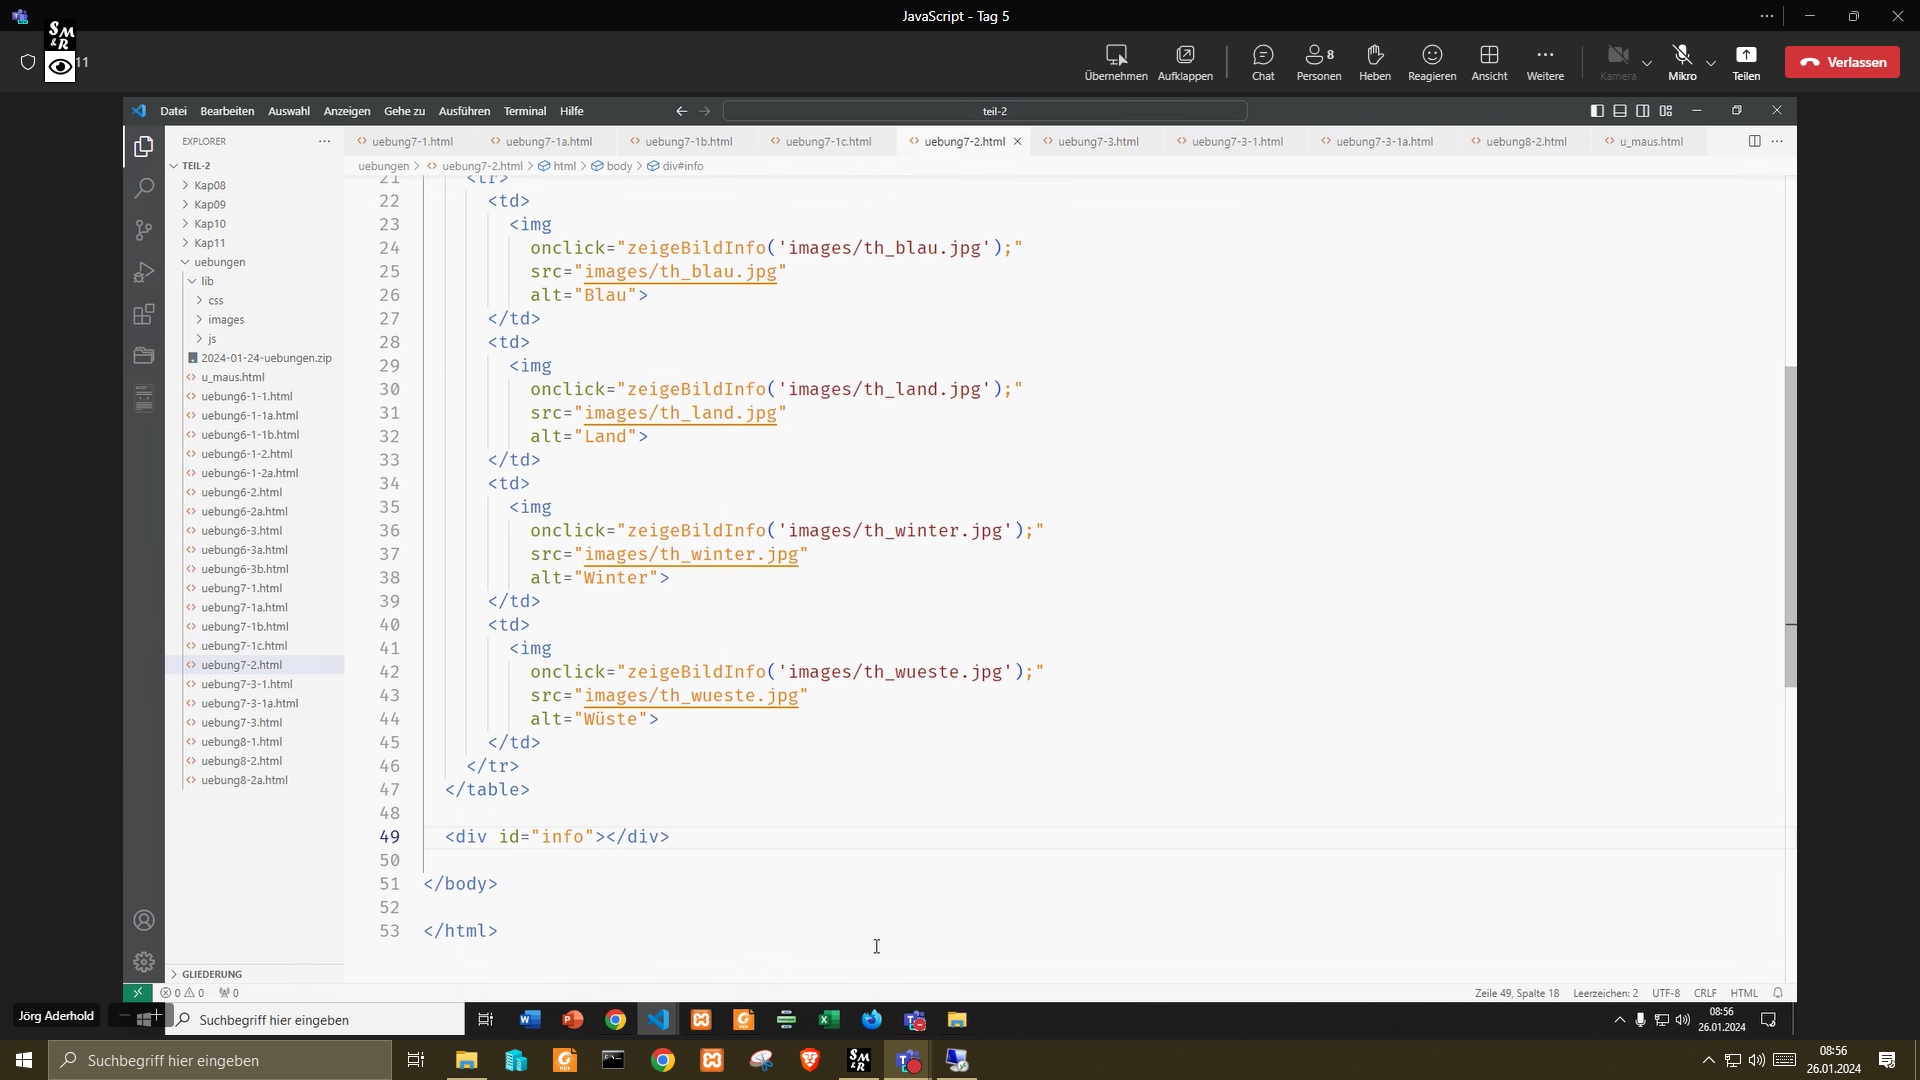 JavaScript - Tag 5
SM
&R
11
Übernehmen
Aufklappen
Chat
8
Personen
Heben
Reagieren
Ansicht
Weitere
Kamera
Mikro
Teilen
Verlassen
Datei Bearbeiten Auswahl Anzeigen Gehe zu Ausführen Terminal Hilfe
teil-2
EXPLORER
uebung7-1.html
uebung7-1a.html
uebung7-1b.html
uebung7-1c.html
uebung7-2.html
uebung7-3.html
uebung7-3-1.html
uebung7-3-1a.html
uebung8-2.html
u_maus.html
uebungen > uebung7-2.html > html > body > div#info
TEIL-2
Kap08
Kap09
Kap10
Kap11
uebungen
lib
css
images
js
2024-01-24-uebungen.zip
u_maus.html
uebung6-1-1.html
uebung6-1-1a.html
uebung6-1-1b.html
uebung6-1-2.html
uebung6-1-2a.html
uebung6-2.html
uebung6-2a.html
uebung6-3.html
uebung6-3a.html
uebung6-3b.html
uebung7-1.html
uebung7-1a.html
uebung7-1b.html
uebung7-1c.html
uebung7-2.html
uebung7-3-1.html
uebung7-3-1a.html
uebung7-3.html
uebung8-1.html
uebung8-2.html
uebung8-2a.html
GLIEDERUNG
21 <tr>
22 <td>
23 <img
24 onclick="zeigeBildInfo('images/th_blau.jpg');"
25 src="images/th_blau.jpg"
26 alt="Blau">
27 </td>
28 <td>
29 <img
30 onclick="zeigeBildInfo('images/th_land.jpg');"
31 src="images/th_land.jpg"
32 alt="Land">
33 </td>
34 <td>
35 <img
36 onclick="zeigeBildInfo('images/th_winter.jpg');"
37 src="images/th_winter.jpg"
38 alt="Winter">
39 </td>
40 <td>
41 <img
42 onclick="zeigeBildInfo('images/th_wueste.jpg');"
43 src="images/th_wueste.jpg"
44 alt="Wüste">
45 </td>
46 </tr>
47 </table>
48
49 <div id="info"></div>
50
51 </body>
52
53 </html>
0 0 0
Zeile 49, Spalte 18 Leerzeichen: 2 UTF-8 CRLF HTML
Jörg Aderhold
Suchbegriff hier eingeben
08:56
26.01.2024
Suchbegriff hier eingeben
SM
&R
08:56
26.01.2024